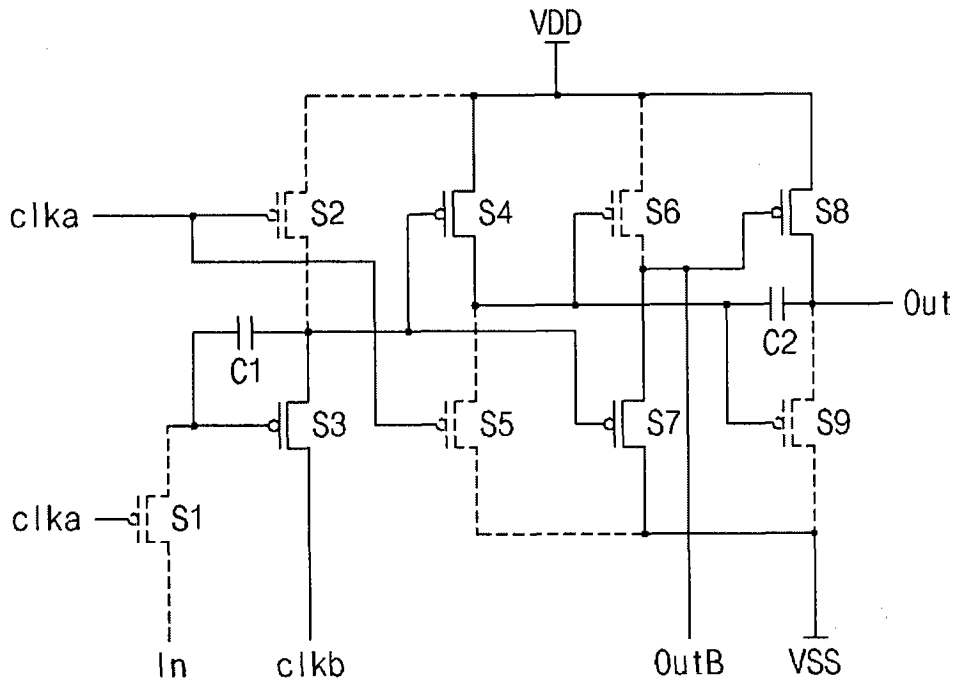 VDD
clka
S2
S4
S6
S8
Out
C1
C2
S3
S5
S7
S9
clka
S1
In
clkb
OutB
VSS